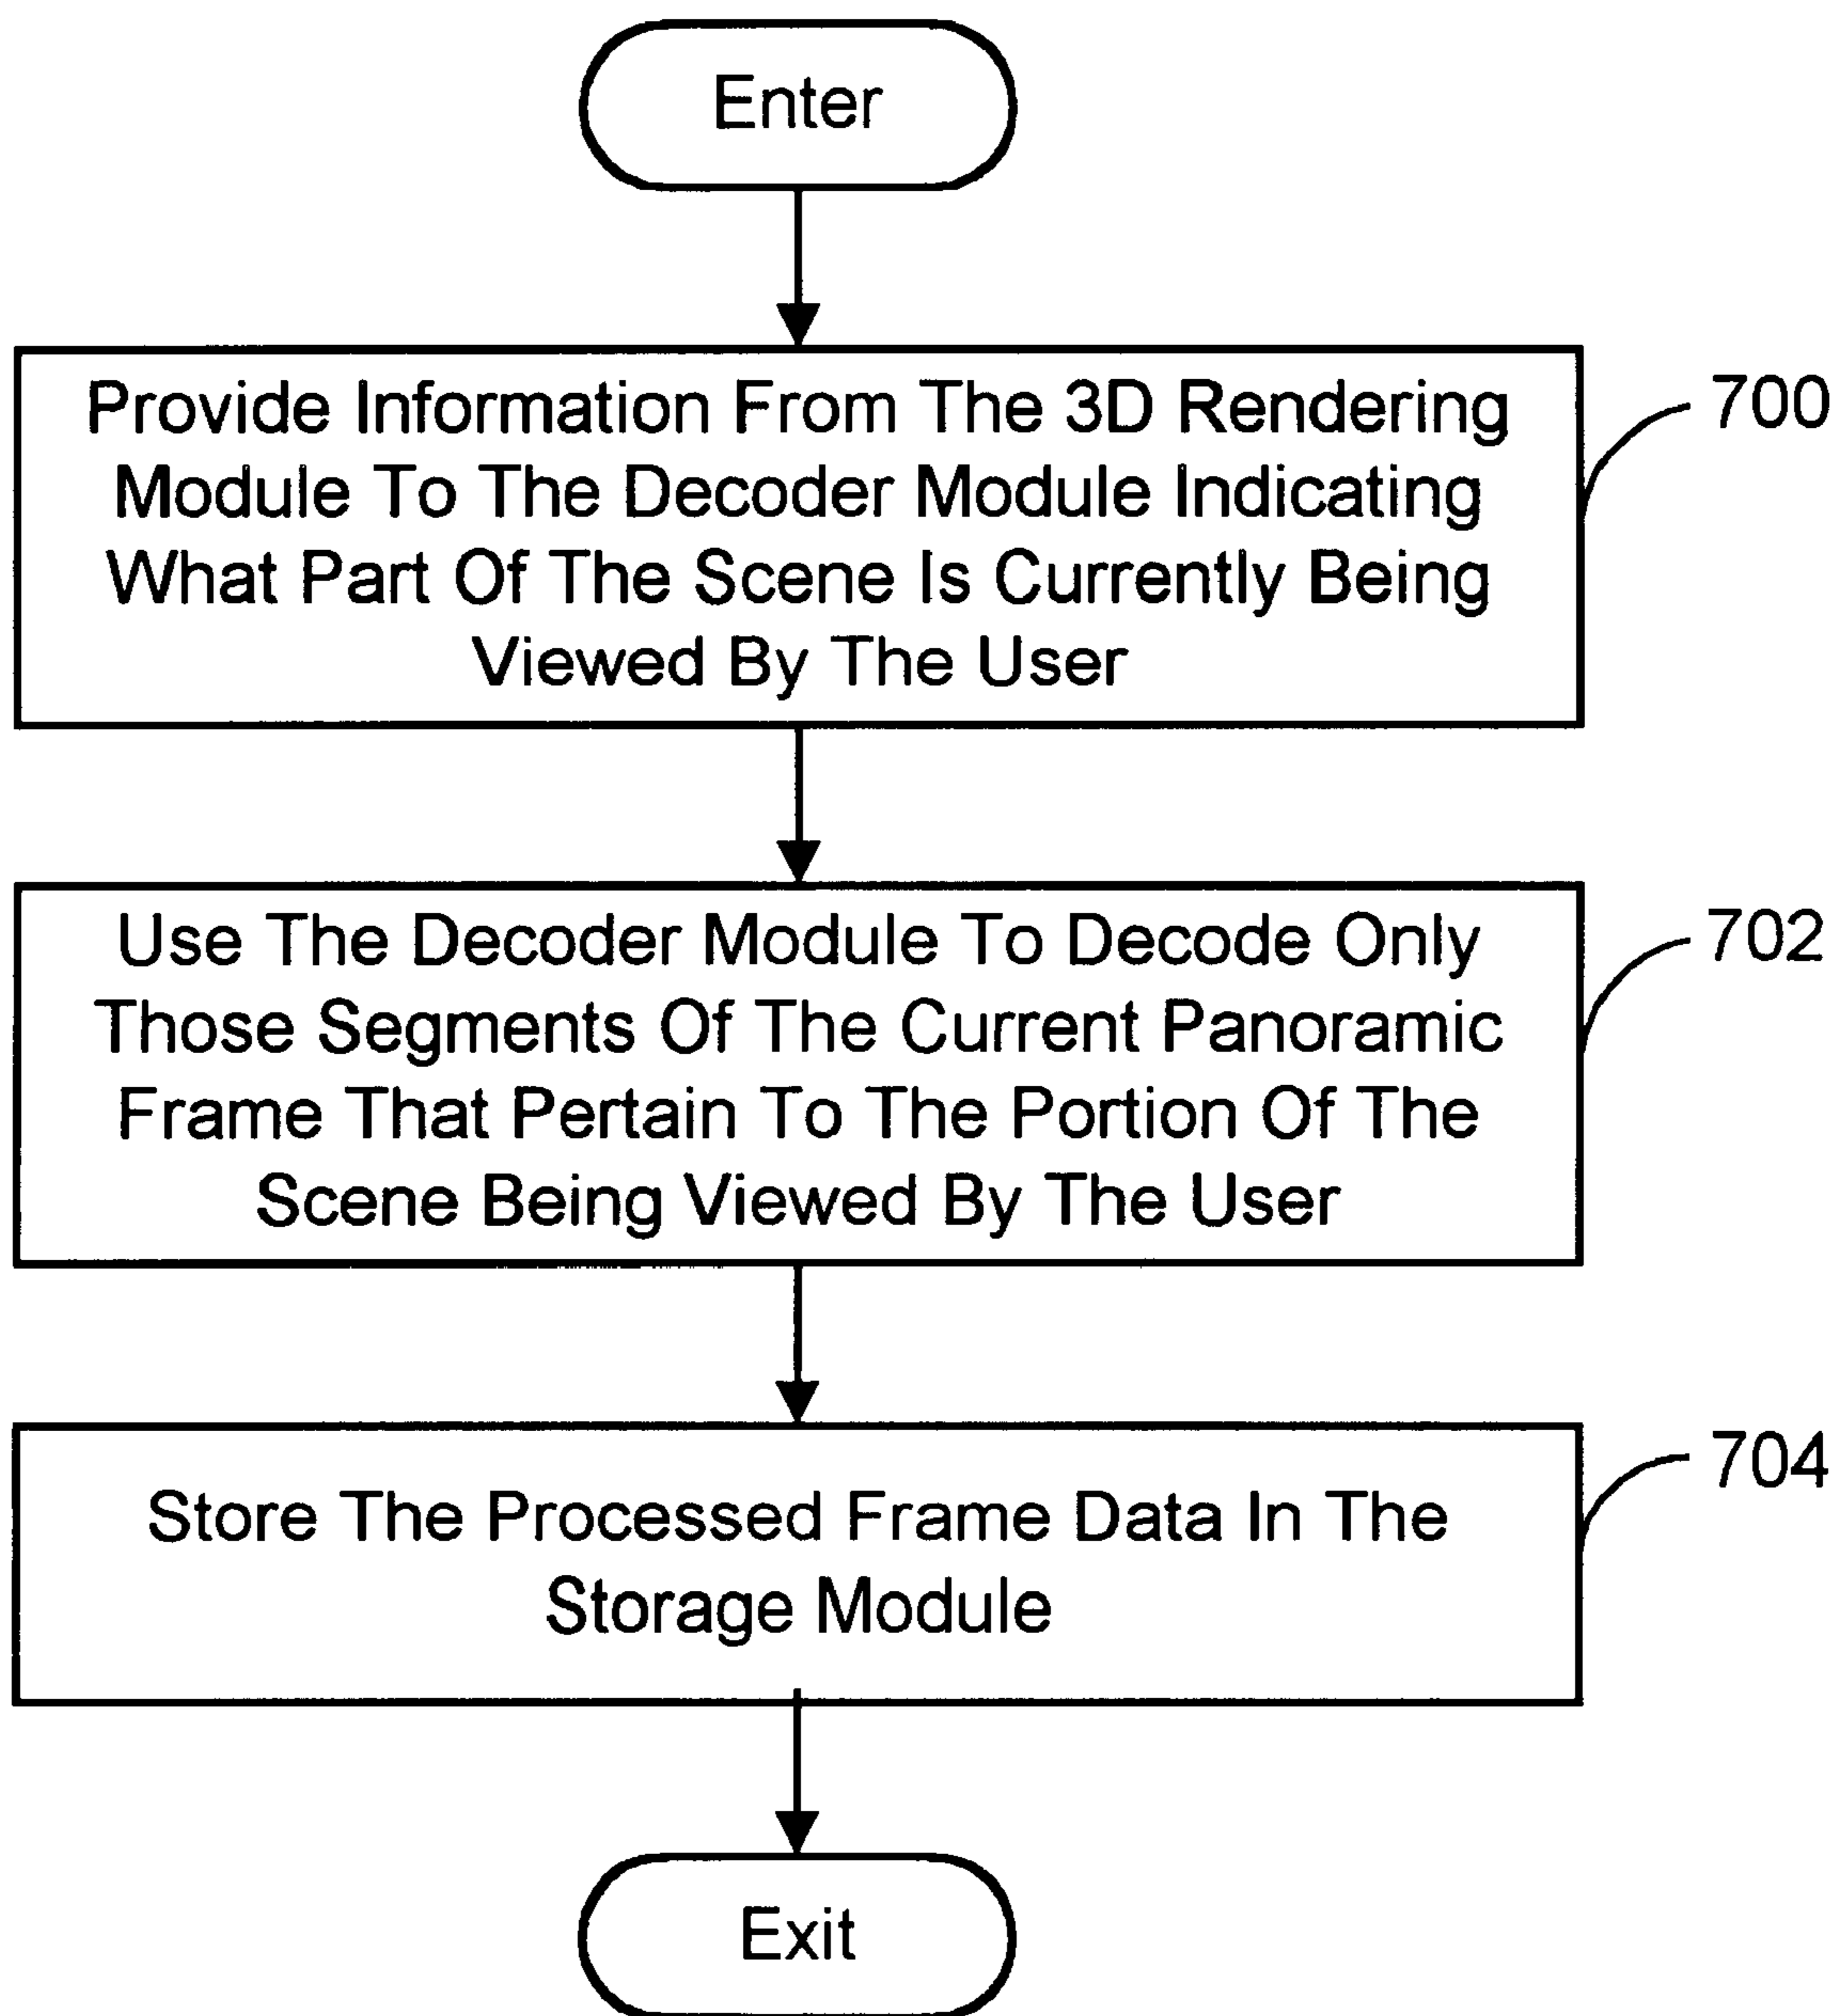 Enter
Provide Information From The 3D Rendering
Module To The Decoder Module Indicating
What Part Of The Scene Is Currently Being
Viewed By The User
700
Use The Decoder Module To Decode Only
Those Segments Of The Current Panoramic
Frame That Pertain To The Portion Of The
Scene Being Viewed By The User
702
Store The Processed Frame Data In The
Storage Module
704
Exit